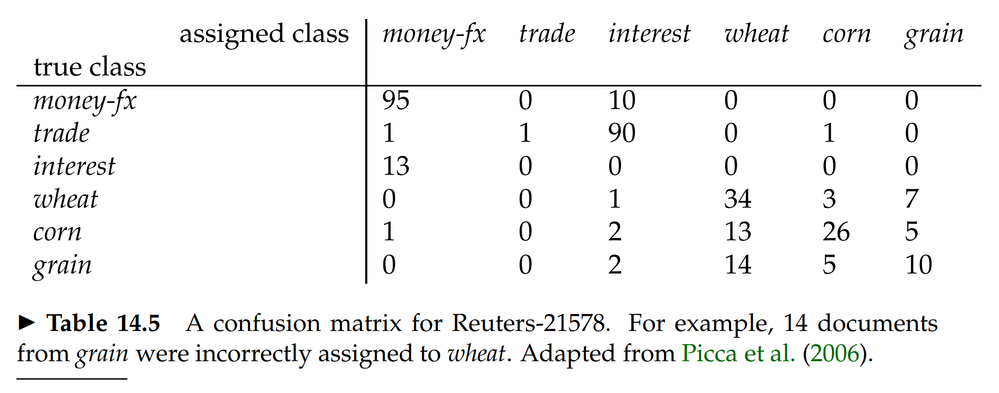 assigned class money-fx trade interest wheat corn grain
true class
money-fx 95 0 10 0 0 0
trade 1 1 90 0 1 0
interest 13 0 0 0 0 0
wheat 0 0 1 34 3 7
corn 1 0 2 13 26 5
grain 0 0 2 14 5 10
► Table 14.5 A confusion matrix for Reuters-21578. For example, 14 documents
from grain were incorrectly assigned to wheat. Adapted from Picca et al. (2006).